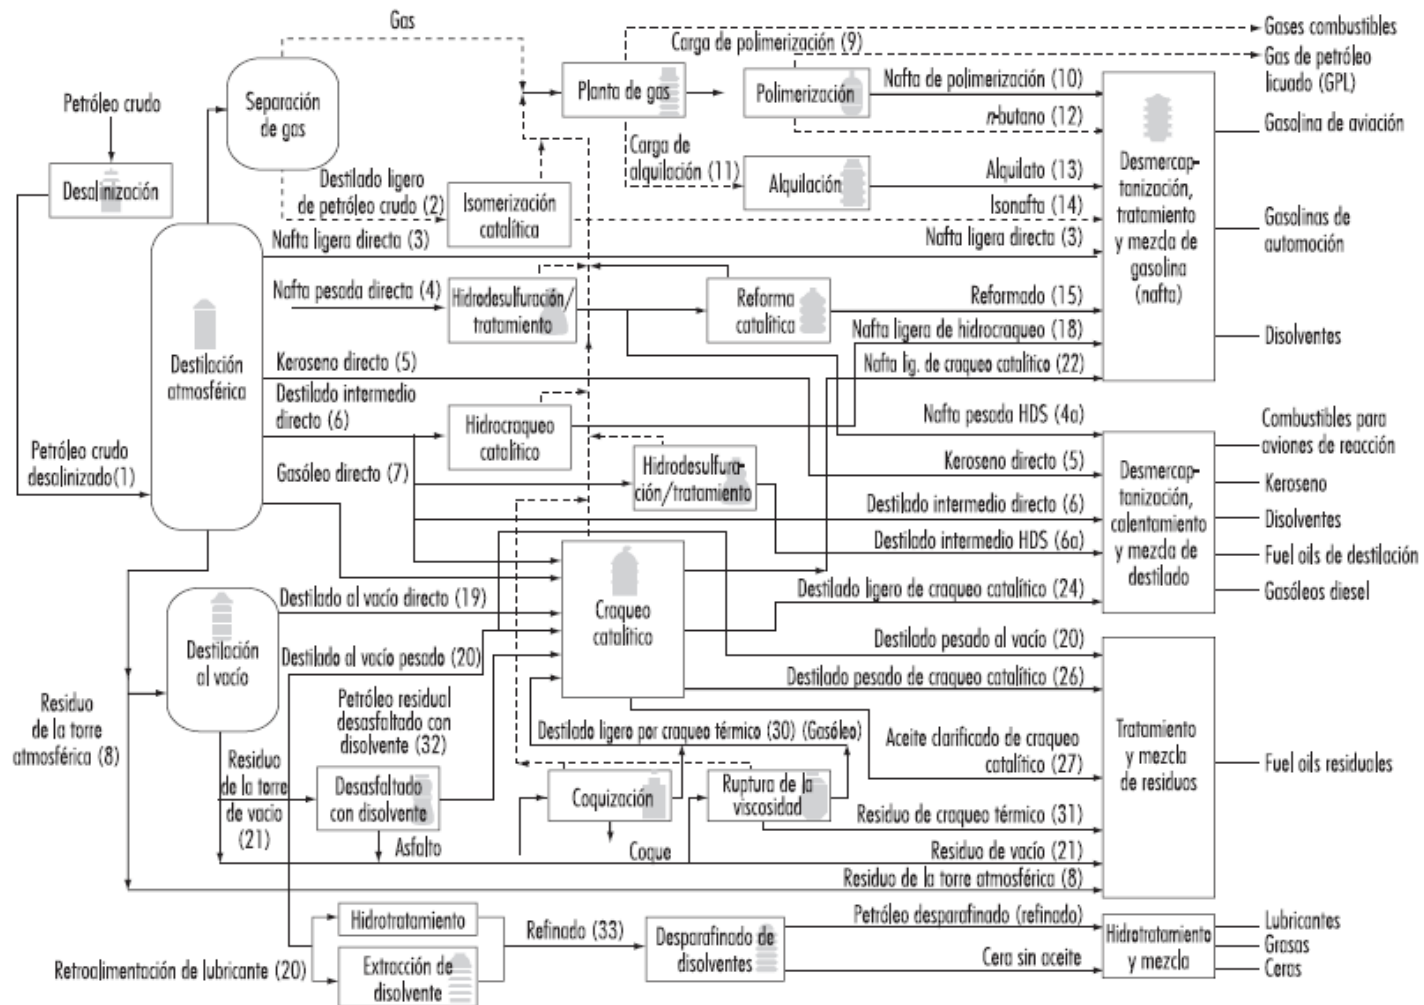 Gas
Gases combustibles
Carga de polimerización (9)
Gas de petróleo
licuado (GPL)
Petróleo crudo
Separación
de gas
Planta de gas
Polimerización
Nafta de polimerización (10)
n-butano (12)
Gasolina de aviación
Desalinización
Carga de
alquilación (11)
Alquilación
Alquilato (13)
Desmercap-
tanización,
tratamiento
y mezcla de
gasolina
(nafta)
Destilado ligero
de petróleo crudo (2)
Isomerización
catalítica
Isonafta (14)
Gasolinas de
automoción
Nafta ligera directa (3)
Nafta ligera directa (3)
Nafta pesada directa (4)
Hidrodesulfuración/
tratamiento
Reforma
catalítica
Reformado (15)
Nafta ligera de hidrocraqueo (18)
Disolventes
Destilación
atmosférica
Keroseno directo (5)
Nafta lig. de craqueo catalítico (22)
Destilado intermedio
directo (6)
Hidrocraqueo
catalítico
Nafta pesada HDS (4a)
Combustibles para
aviones de reacción
Petróleo crudo
desalinizado(1)
Gasóleo directo (7)
Hidrodesulfura-
ción/tratamiento
Keroseno directo (5)
Keroseno
Desmercap-
tanización,
calentamiento
y mezcla de
destilado
Destilado intermedio directo (6)
Disolventes
Destilado intermedio HDS (6a)
Fuel oils de destilación
Destilado ligero de craqueo catalítico (24)
Gasóleos diesel
Destilado al vacío directo (19)
Craqueo
catalítico
Destilación
al vacío
Destilado al vacío pesado (20)
Destilado pesado al vacío (20)
Destilado pesado de craqueo catalítico (26)
Residuo
de la torre
atmosférica (8)
Petróleo residual
desasfaltado con
disolvente (32)
Destilado ligero por craqueo térmico (30) (Gasóleo)
Aceite clarificado de craqueo
catalítico (27)
Tratamiento
y mezcla
de residuos
Fuel oils residuales
Residuo
de la torre
de vacio
(21)
Desasfaltado
con disolvente
Coquización
Ruptura de la
viscosidad
Residuo de craqueo térmico (31)
Asfalto
Coque
Residuo de vacío (21)
Residuo de la torre atmosférica (8)
Hidrotratamiento
Refinado (33)
Desparafinado de
disolventes
Petróleo desparafinado (refinado)
Hidrotratamiento
y mezcla
Lubricantes
Grasas
Ceras
Retroalimentación de lubricante (20)
Extracción de
disolvente
Cera sin aceite